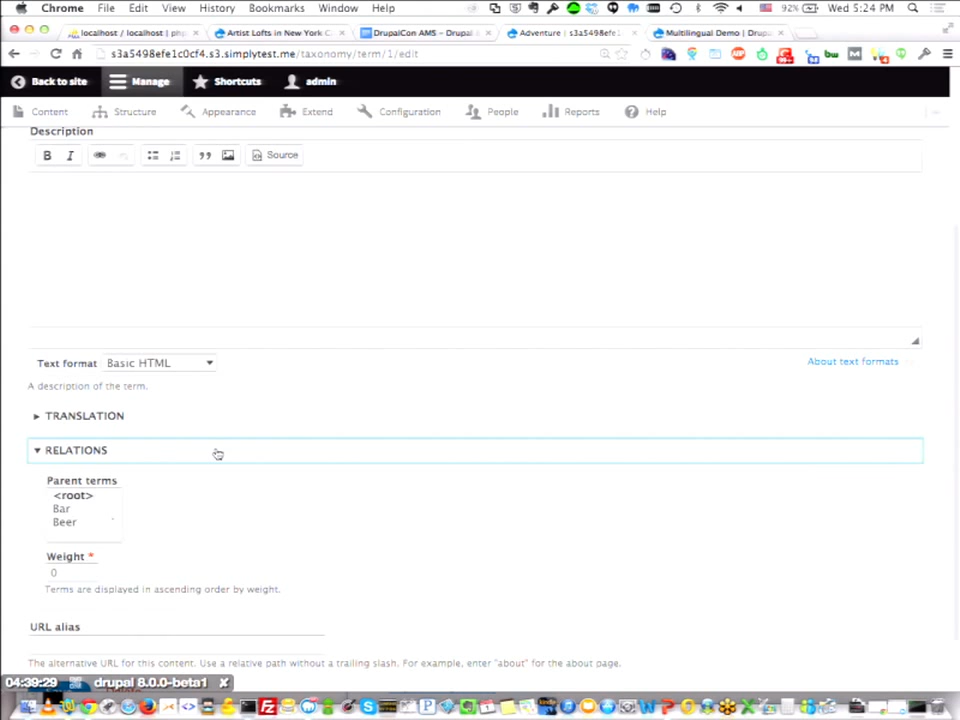 Chrome File Edit View History Bookmarks Window Help 92% Wed 5:24 PM
localhost / localhost | ph Artist Lofts in New York C DrupalCon AMS – Drupal Adventure | s3a5498efe1c0 Multilingual Demo | Drupa
s3a5498efe1c0cf4.s3.simplytest.me/taxonomy/term/1/edit
Back to site Manage Shortcuts admin
Content Structure Appearance Extend Configuration People Reports Help
Description
B I Source
Text format Basic HTML About text formats
A description of the term.
TRANSLATION
RELATIONS
Parent terms
<root>
Bar
Beer
Weight *
0
Terms are displayed in ascending order by weight.
URL alias
The alternative URL for this content. Use a relative path without a trailing slash. For example, enter "about" for the about page.
04:39:29 drupal 8.0.0-beta1